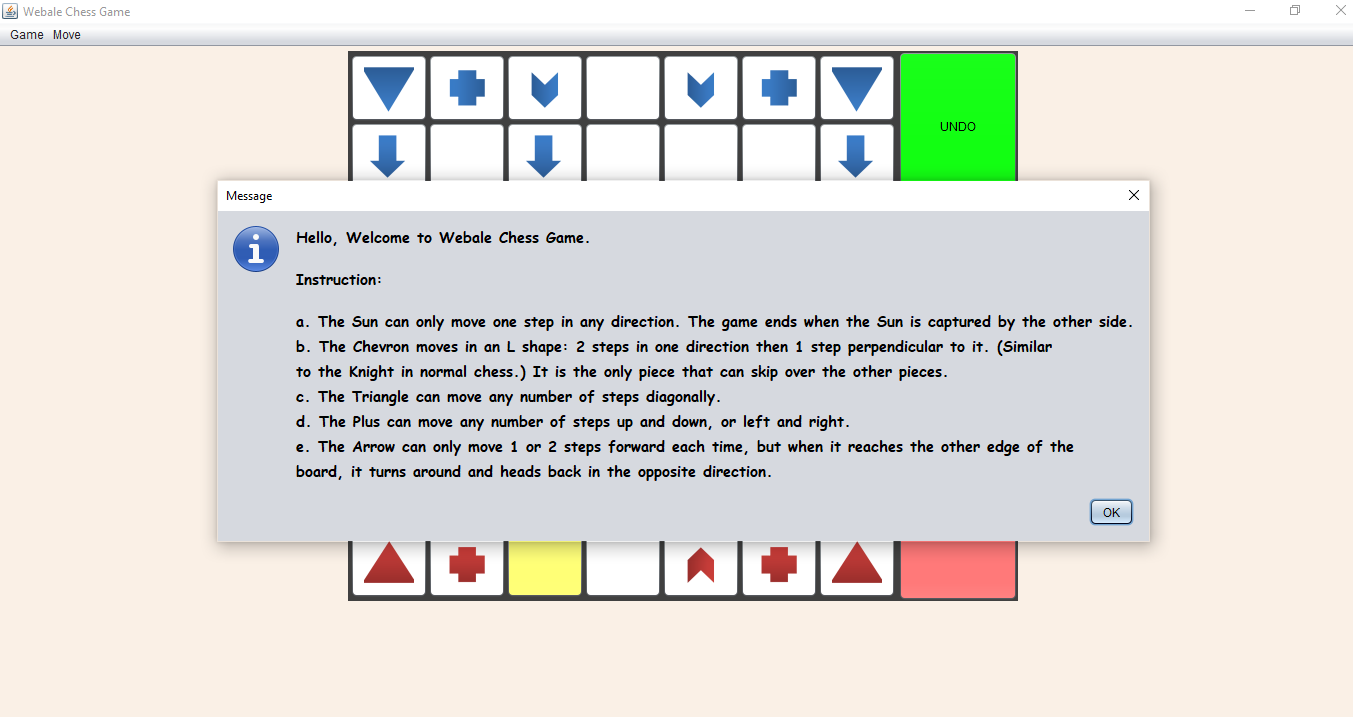 Webale Chess Game
Game Move
UNDO
Message
Hello, Welcome to Webale Chess Game.
Instruction:
a. The Sun can only move one step in any direction. The game ends when the Sun is captured by the other side.
b. The Chevron moves in an L shape: 2 steps in one direction then 1 step perpendicular to it. (Similar
to the Knight in normal chess.) It is the only piece that can skip over the other pieces.
c. The Triangle can move any number of steps diagonally.
d. The Plus can move any number of steps up and down, or left and right.
e. The Arrow can only move 1 or 2 steps forward each time, but when it reaches the other edge of the
board, it turns around and heads back in the opposite direction.
OK